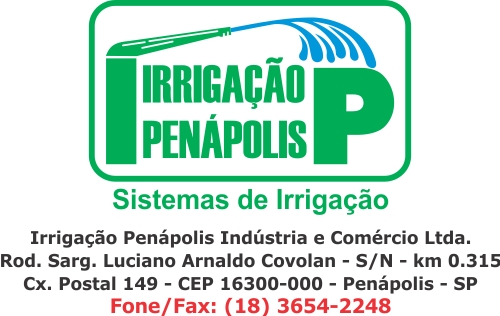 IRRIGAÇÃO
PENÁPOLIS
Sistemas de Irrigação
Irrigação Penápolis Indústria e Comércio Ltda.
Rod. Sarg. Luciano Arnaldo Covolan - S/N - km 0.315
Cx. Postal 149 - CEP 16300-000 - Penápolis - SP
Fone/Fax: (18) 3654-2248